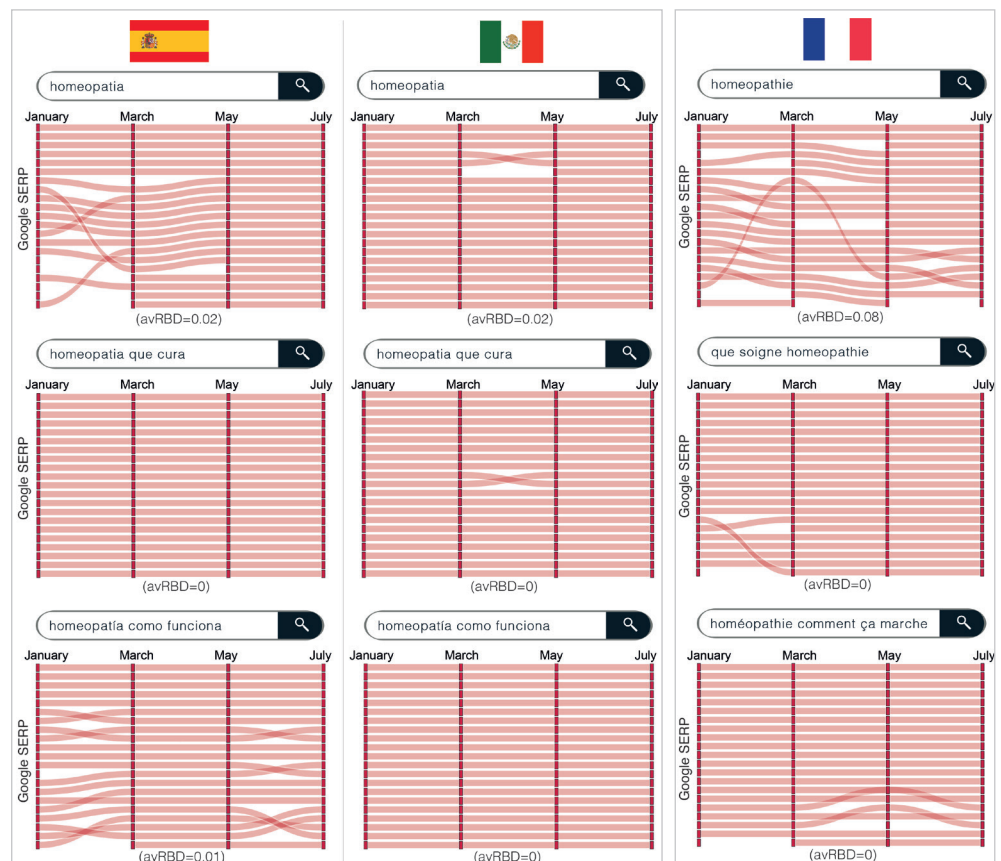 homeopatia
homeopatia
homeopathie
January March May July
January March May July
January March May July
Google SERP
Google SERP
(avRBD=0.02)
(avRBD=0.02)
(avRBD=0.08)
homeopatia que cura
homeopatia que cura
que soigne homeopathie
January March May July
January March May July
January March May July
Google SERP
Google SERP
(avRBD=0)
(avRBD=0)
(avRBD=0)
homeopatía como funciona
homeopatía como funciona
homéopathie comment ça marche
January March May July
January March May July
January March May July
Google SERP
Google SERP
(avRBD=0.01)
(avRBD=0)
(avRBD=0)